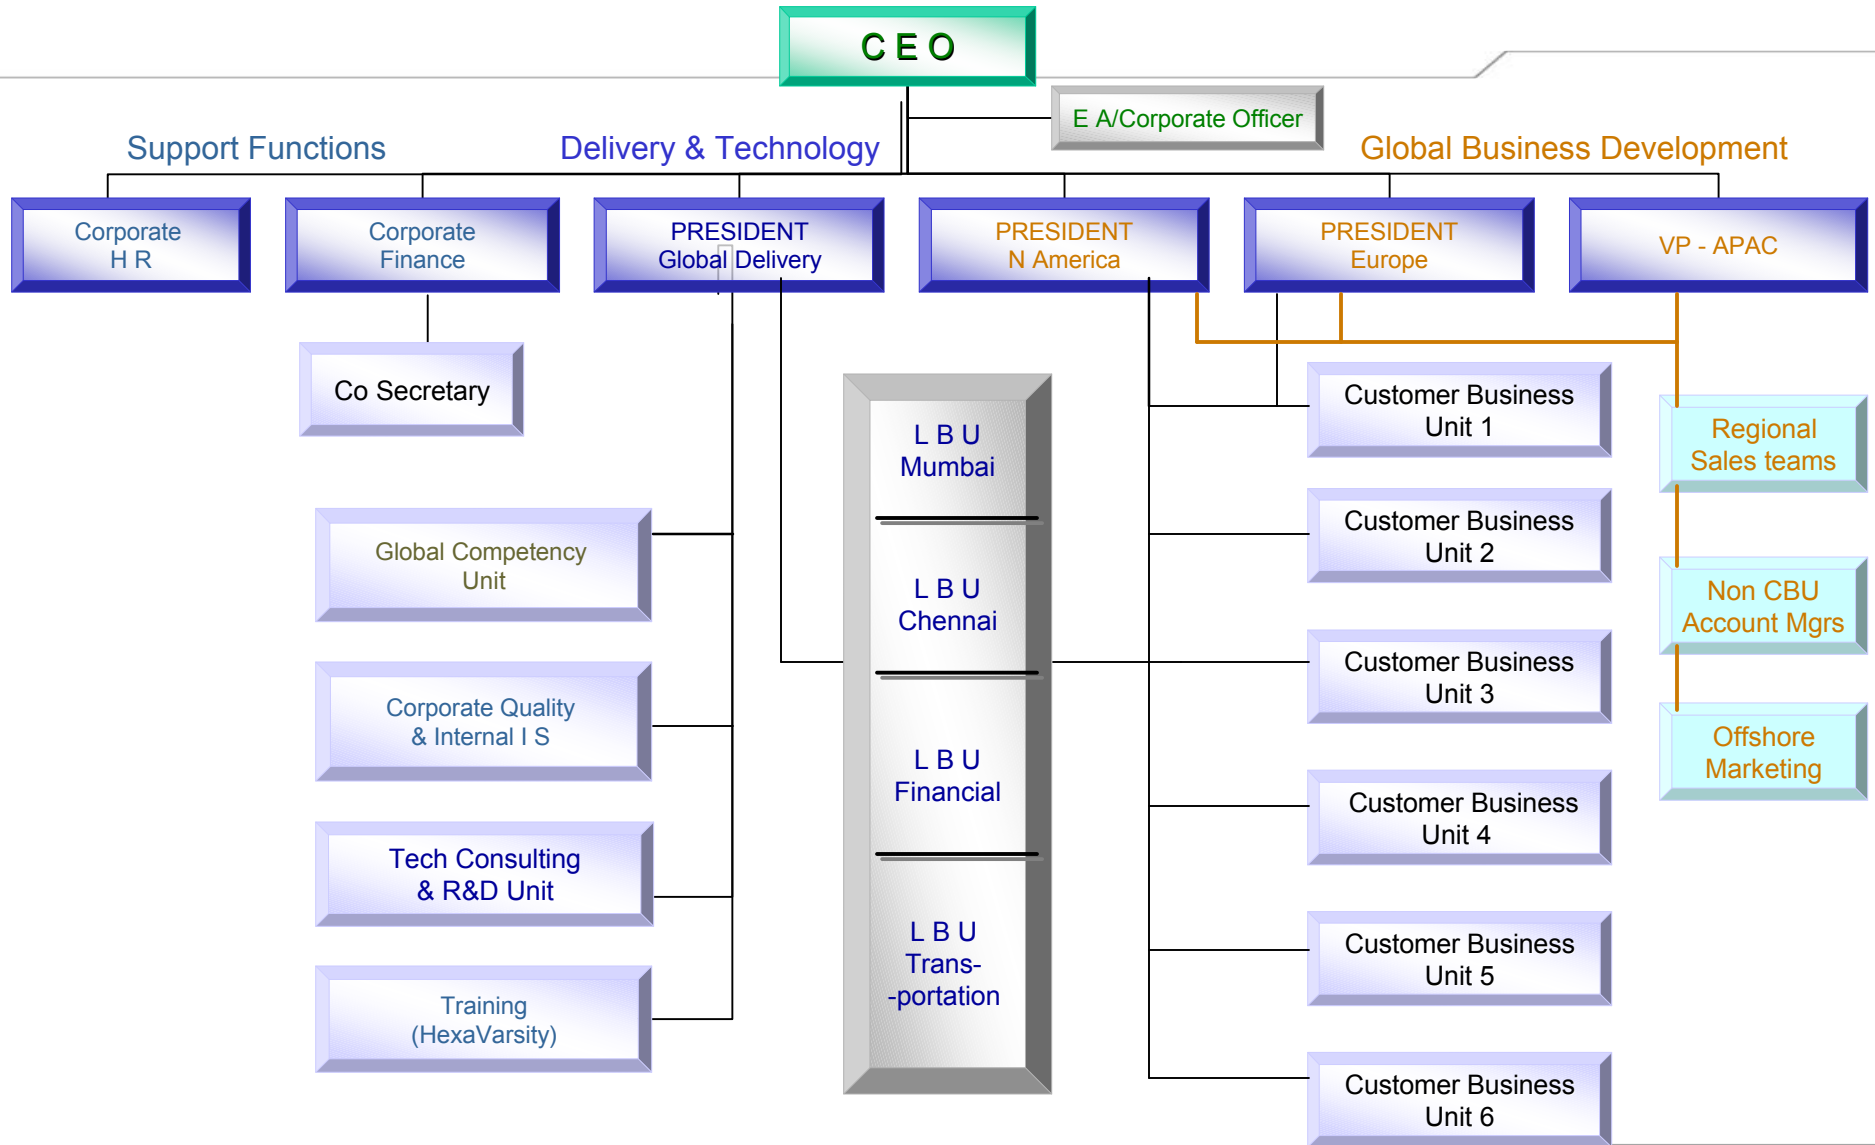 C E O
E A/Corporate Officer
Support Functions
Delivery & Technology
Global Business Development
Corporate
H R
Corporate
Finance
PRESIDENT
Global Delivery
PRESIDENT
N America
PRESIDENT
Europe
VP - APAC
Co Secretary
Global Competency
Unit
Corporate Quality
& Internal I S
Tech Consulting
& R&D Unit
Training
(HexaVarsity)
L B U
Mumbai
L B U
Chennai
L B U
Financial
L B U
Trans-
-portation
Customer Business
Unit 1
Customer Business
Unit 2
Customer Business
Unit 3
Customer Business
Unit 4
Customer Business
Unit 5
Customer Business
Unit 6
Regional
Sales teams
Non CBU
Account Mgrs
Offshore
Marketing